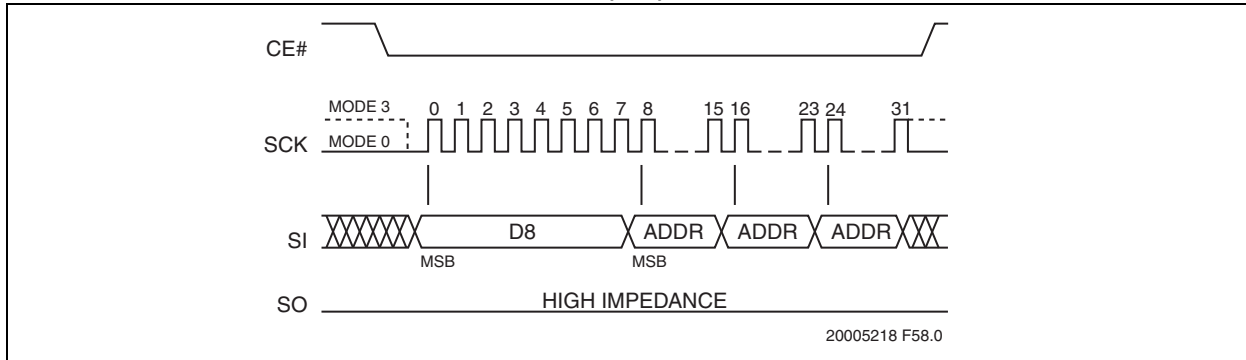 CE#
MODE 3
0 1 2 3 4 5 6 7 8 15 16 23 24 31
SCK
MODE 0
SI
D8 ADDR ADDR ADDR
MSB MSB
SO
HIGH IMPEDANCE
20005218 F58.0